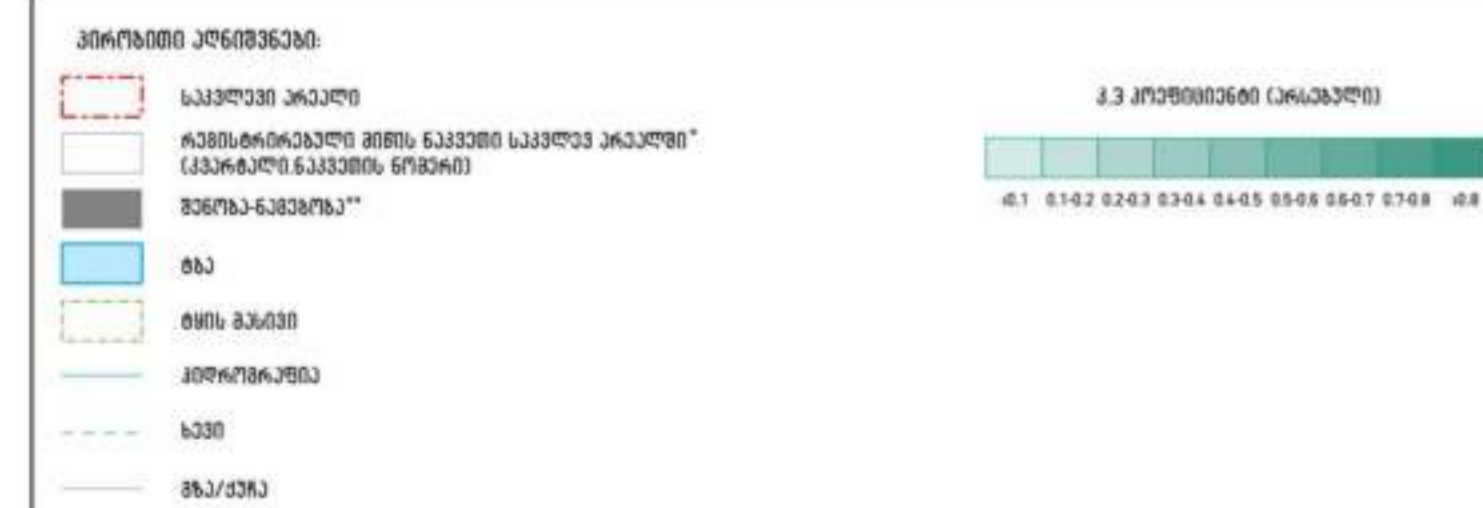 პირობითი აღნიშვნები:
საკვლევი არეალი
რეგისტრირებული მიწის ნაკვეთი საკვლევ არეალში*
(კვარტალი.ნაკვეთის ნომერი)
შენობა-ნაგებობა**
ტბა
ტყის მასივი
ჰიდროგრაფია
ხევი
გზა/ქუჩა
კ.3 კოეფიციენტი (არსებული)
<0.1 0.1-0.2 0.2-0.3 0.3-0.4 0.4-0.5 0.5-0.6 0.6-0.7 0.7-0.8 >0.8